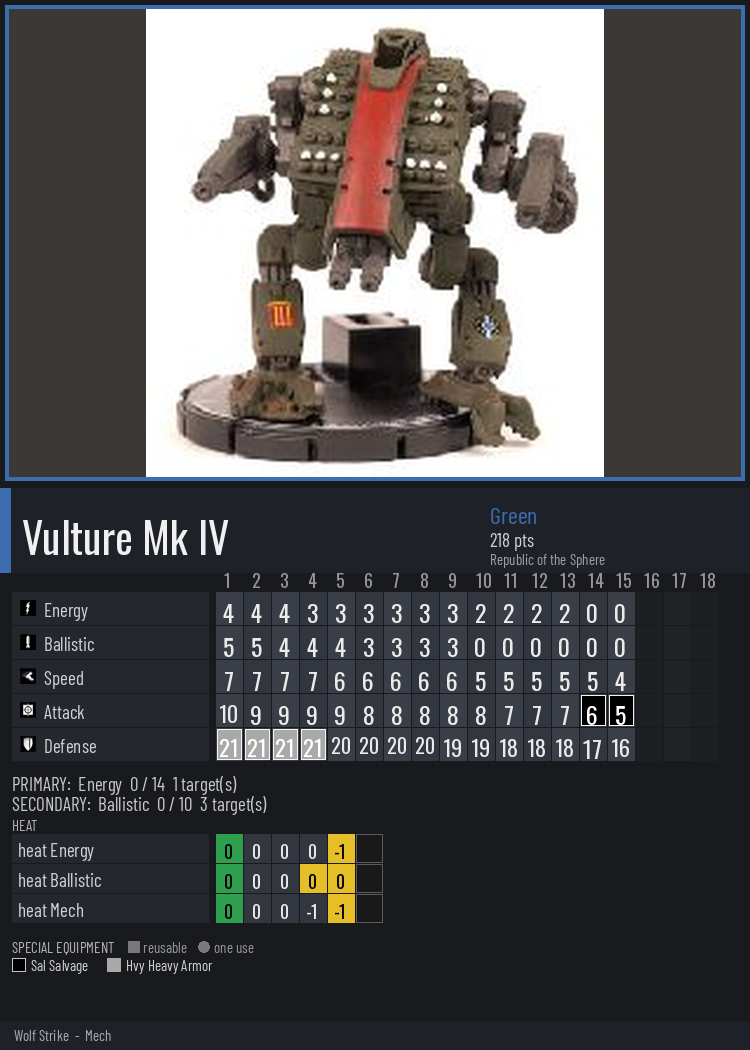 Vulture Mk IV
Green
218 pts
Republic of the Sphere
1 2 3 4 5 6 7 8 9 10 11 12 13 14 15 16 17 18
Energy 4 4 4 3 3 3 3 3 3 2 2 2 2 0 0
Ballistic 5 5 4 4 4 3 3 3 3 0 0 0 0 0 0
Speed 7 7 7 7 6 6 6 6 6 5 5 5 5 5 4
Attack 10 9 9 9 9 8 8 8 8 8 7 7 7 6 5
Defense 21 21 21 21 20 20 20 20 19 19 18 18 18 17 16
PRIMARY: Energy 0 / 14 1 target(s)
SECONDARY: Ballistic 0 / 10 3 target(s)
HEAT
heat Energy 0 0 0 0 -1
heat Ballistic 0 0 0 0 0
heat Mech 0 0 0 -1 -1
SPECIAL EQUIPMENT reusable one use
Sal Salvage Hvy Heavy Armor
Wolf Strike - Mech